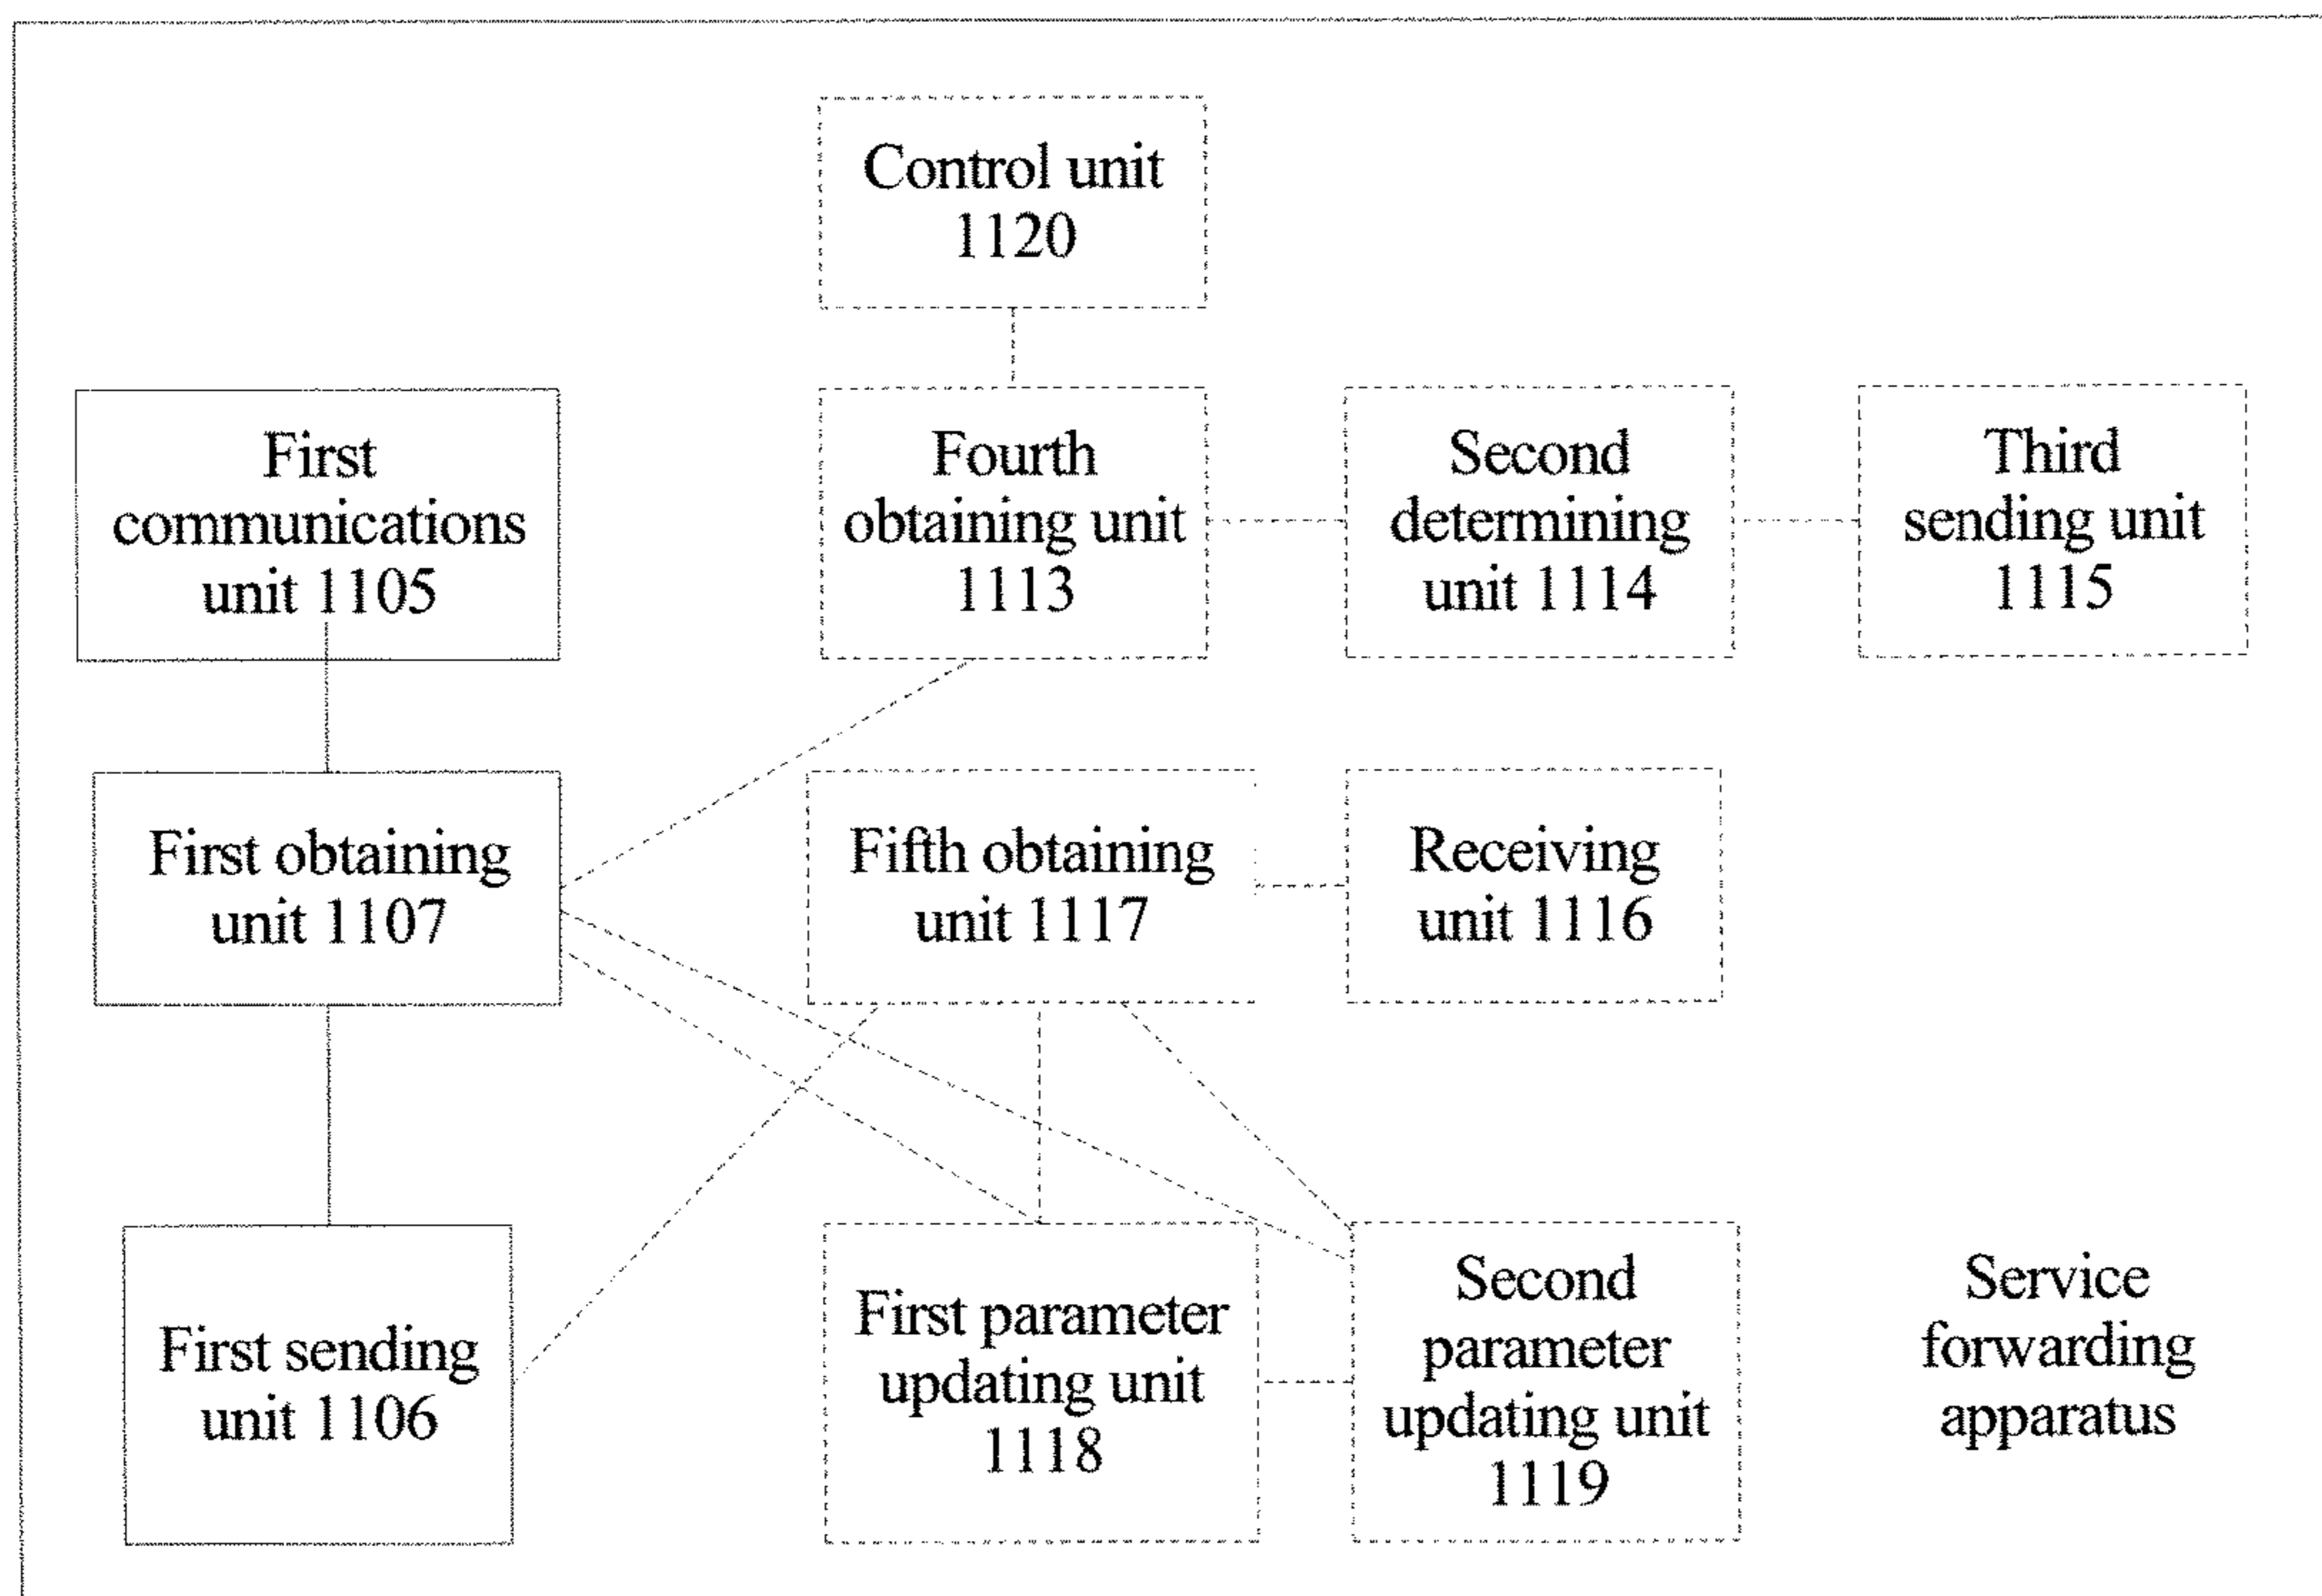 Control unit
1120
First
communications
unit 1105
Fourth
obtaining unit
1113
Second
determining
unit 1114
Third
sending unit
1115
First obtaining
unit 1107
Fifth obtaining
unit 1117
Receiving
unit 1116
First sending
unit 1106
First parameter
updating unit
1118
Second
parameter
updating unit
1119
Service
forwarding
apparatus